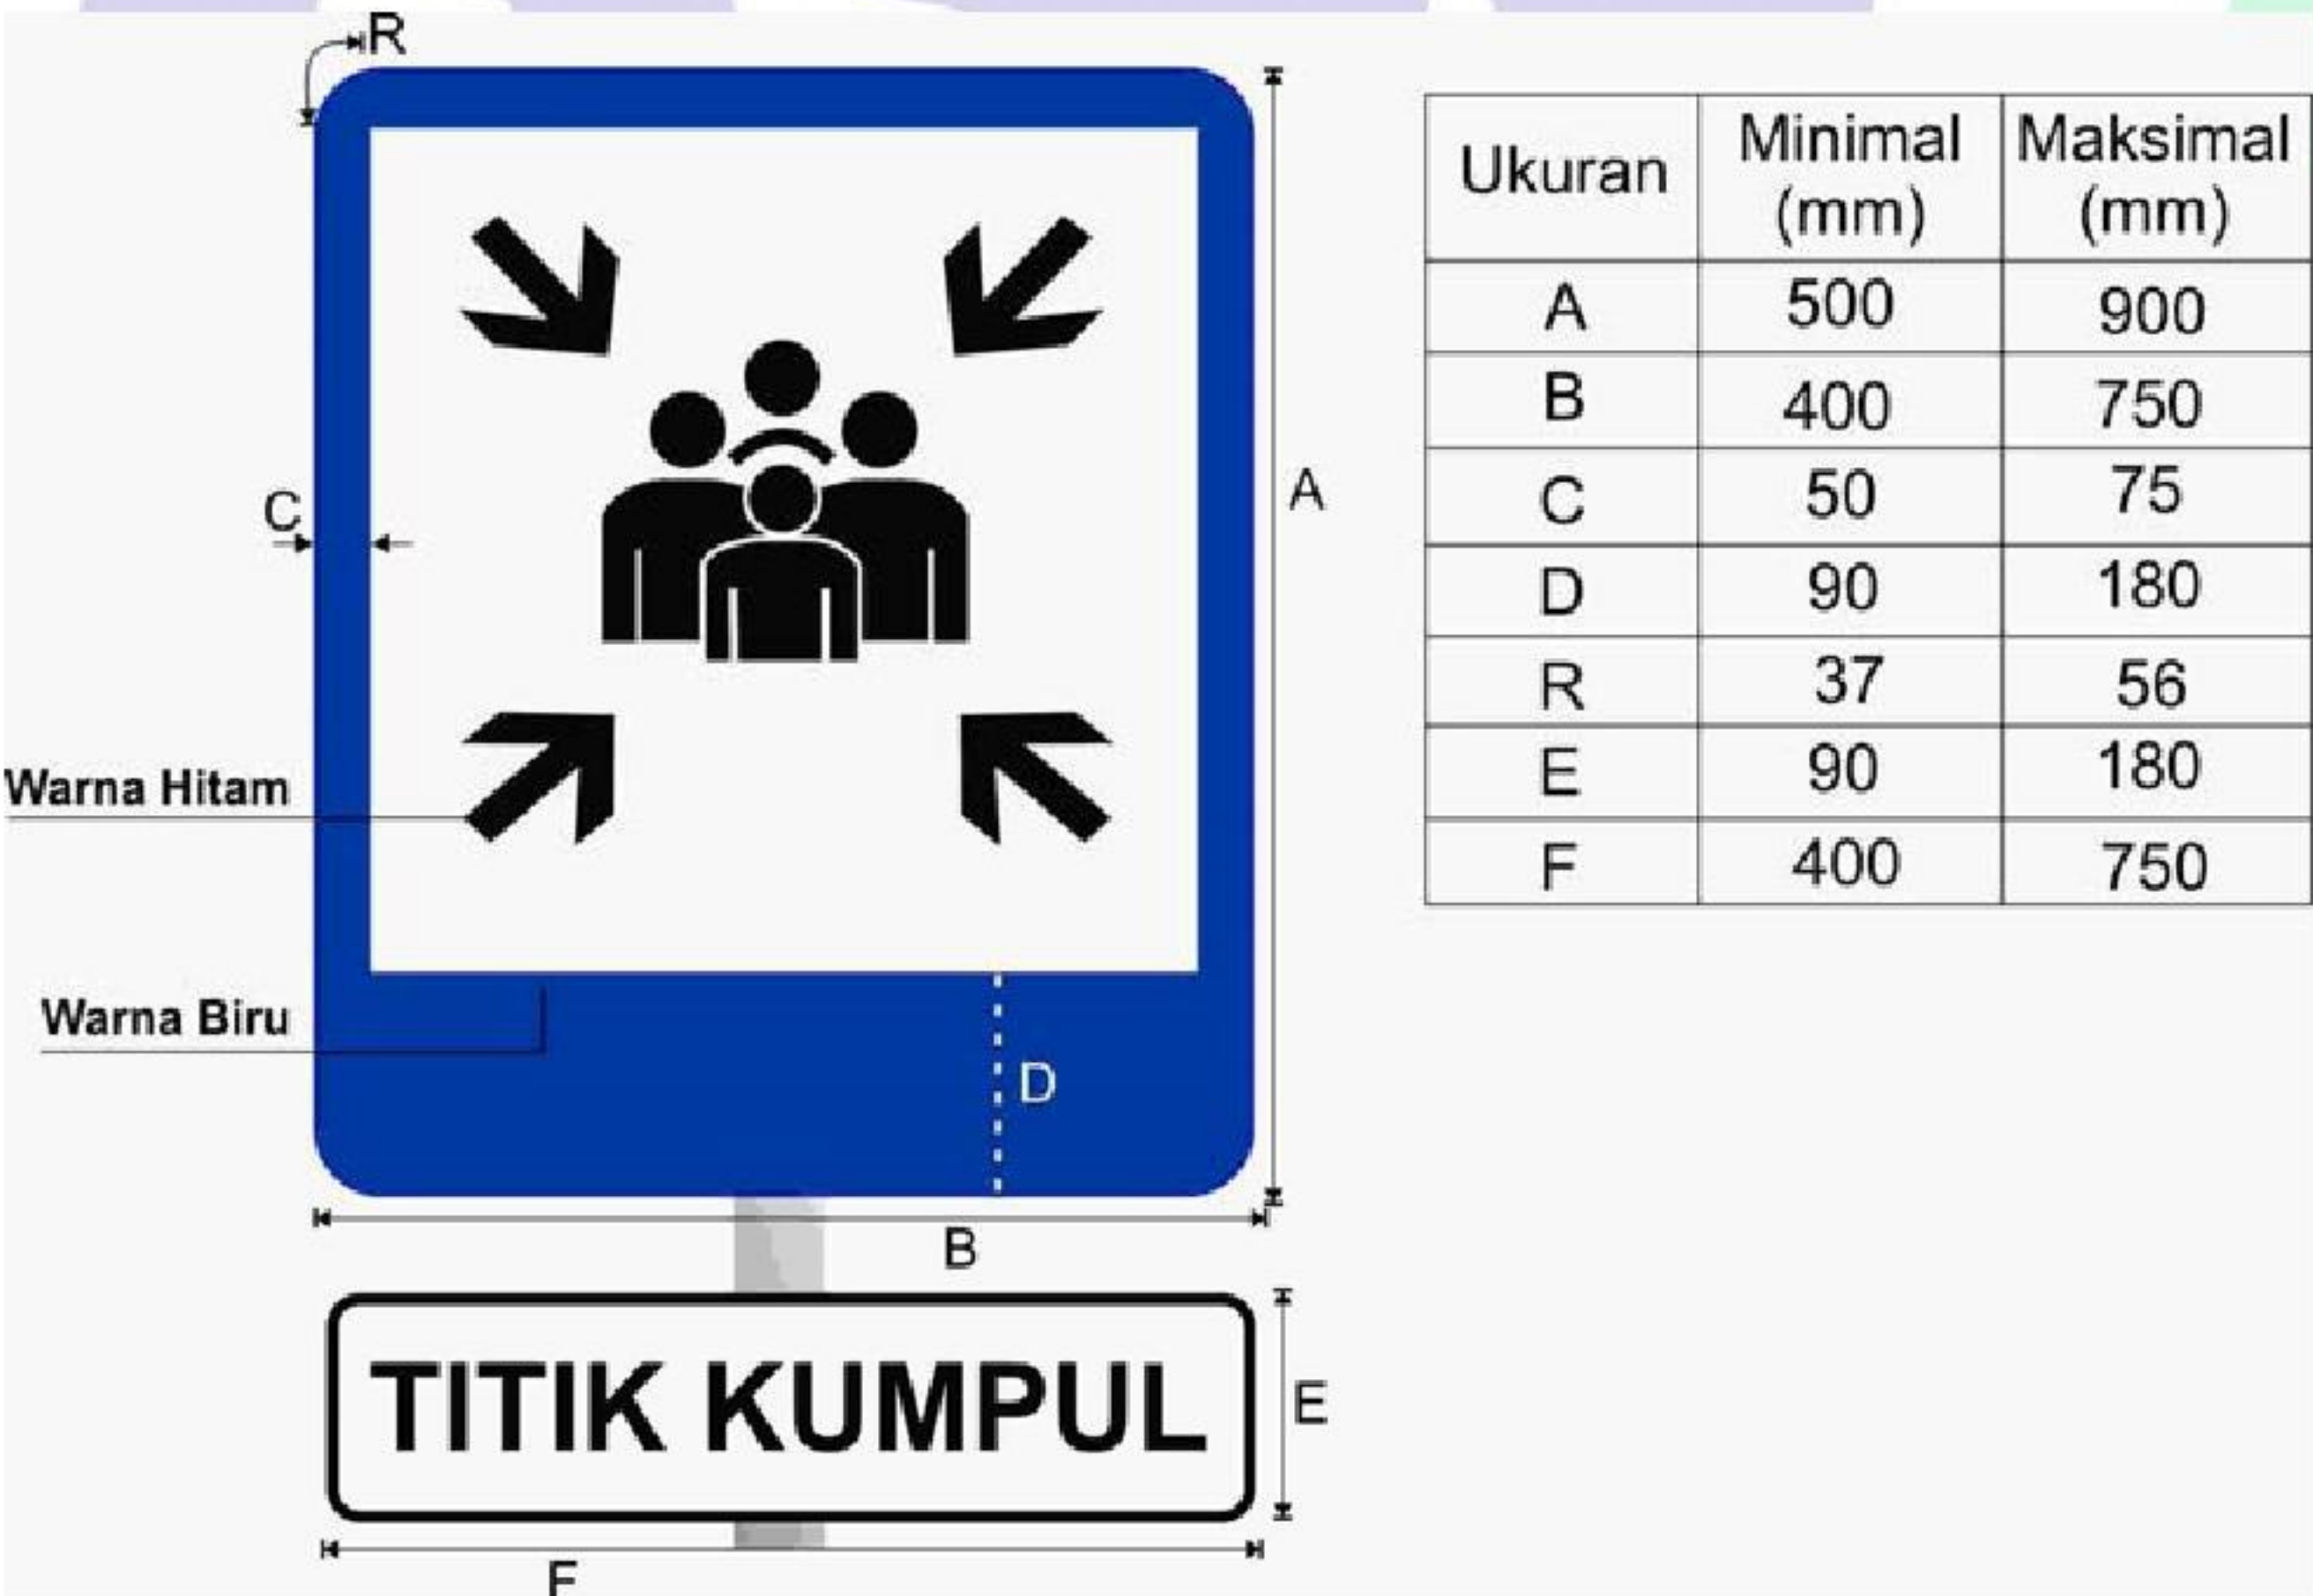 R
C
A
Warna Hitam
Warna Biru
D
B
TITIK KUMPUL
E
F
Ukuran Minimal (mm) Maksimal (mm)
A 500 900
B 400 750
C 50 75
D 90 180
R 37 56
E 90 180
F 400 750